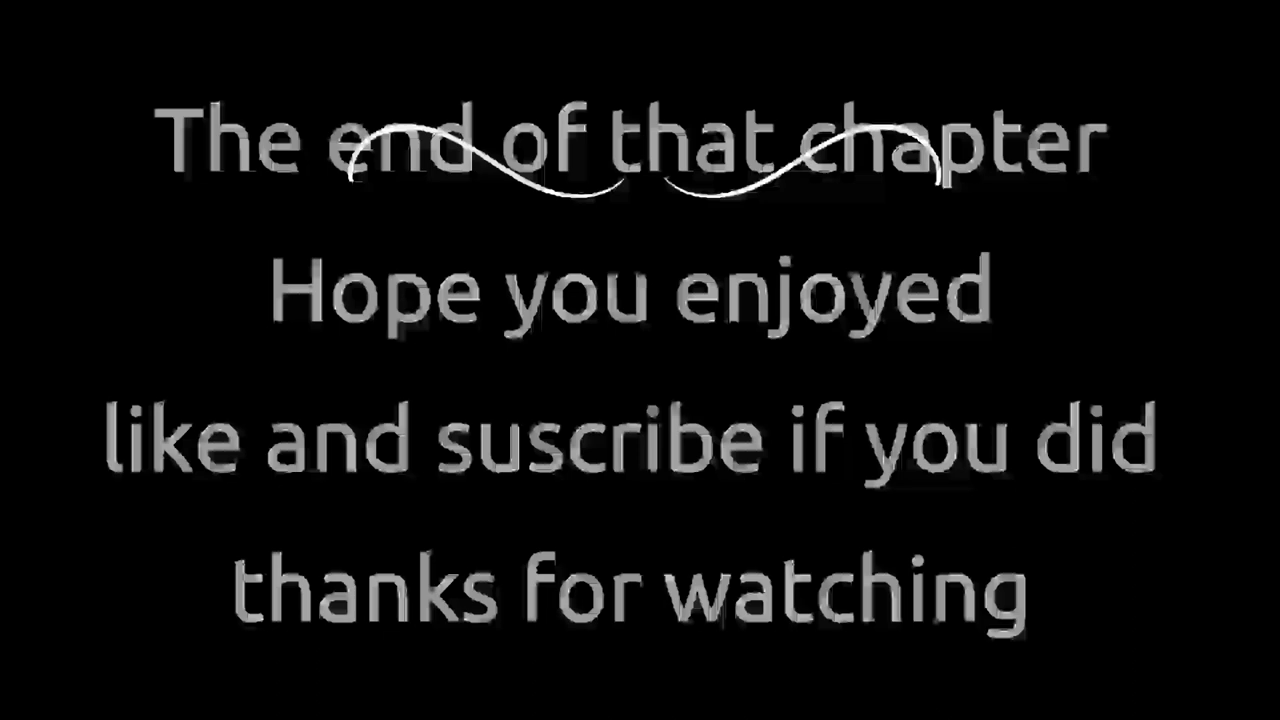 The end of that chapter
Hope you enjoyed
like and suscribe if you did
thanks for watching